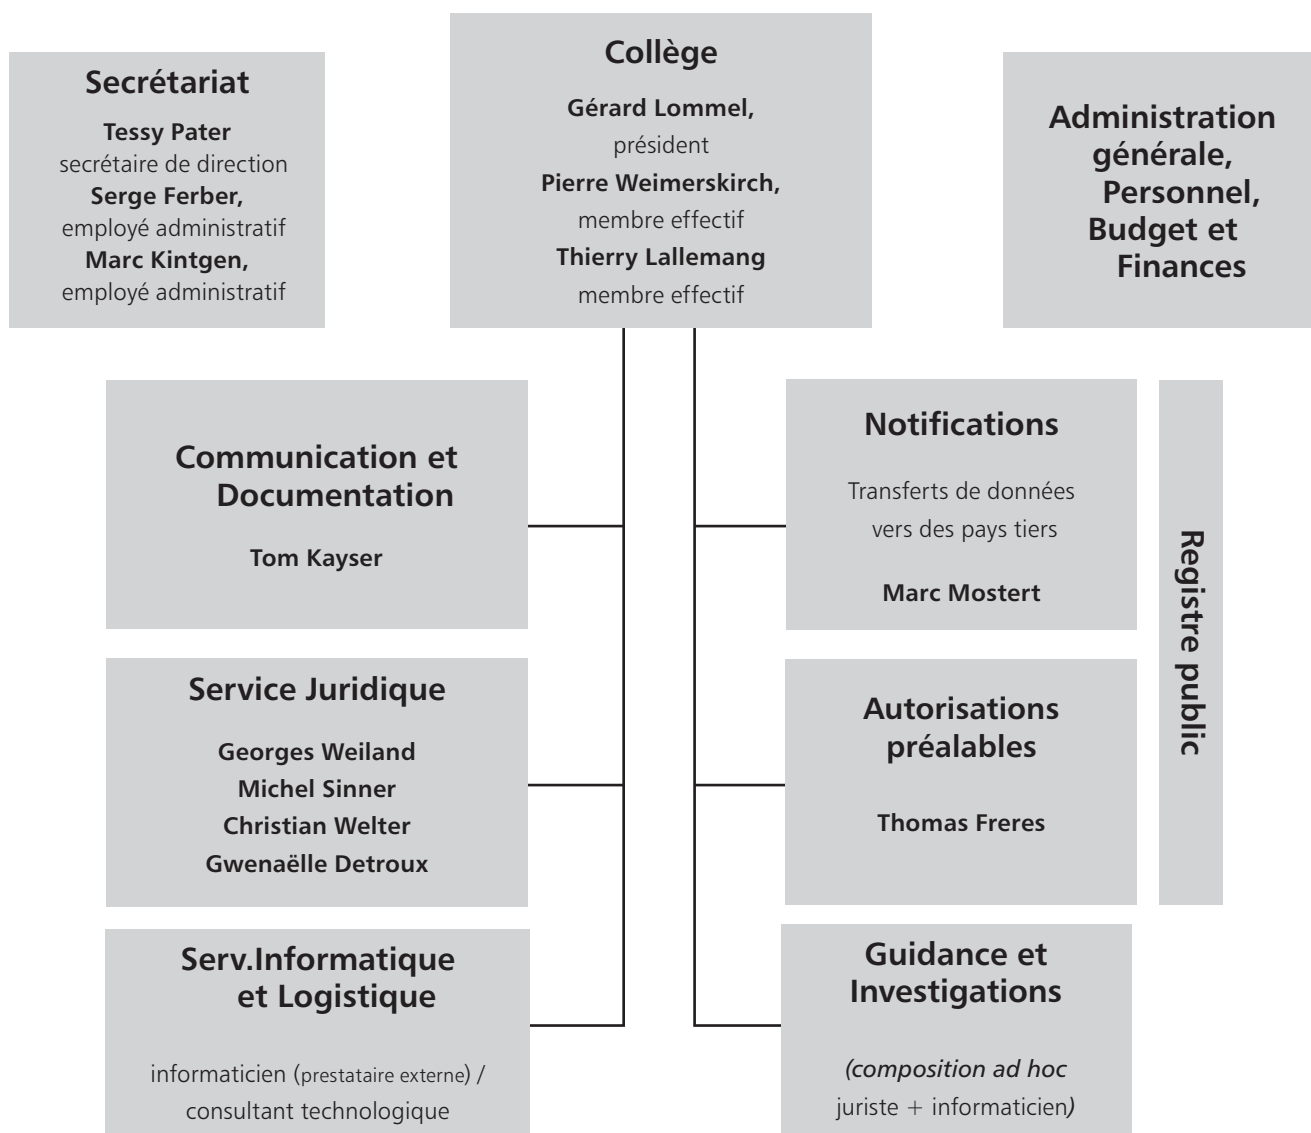 Secrétariat
Tessy Pater
secrétaire de direction
Serge Ferber,
employé administratif
Marc Kintgen,
employé administratif
Collège
Gérard Lommel,
président
Pierre Weimerskirch,
membre effectif
Thierry Lallemang
membre effectif
Administration
générale,
Personnel,
Budget et
Finances
Communication et
Documentation
Tom Kayser
Notifications
Transferts de données
vers des pays tiers
Marc Mostert
Registre public
Service Juridique
Georges Weiland
Michel Sinner
Christian Welter
Gwenaëlle Detroux
Autorisations
préalables
Thomas Freres
Serv.Informatique
et Logistique
informaticien (prestataire externe) /
consultant technologique
Guidance et
Investigations
(composition ad hoc
juriste + informaticien)